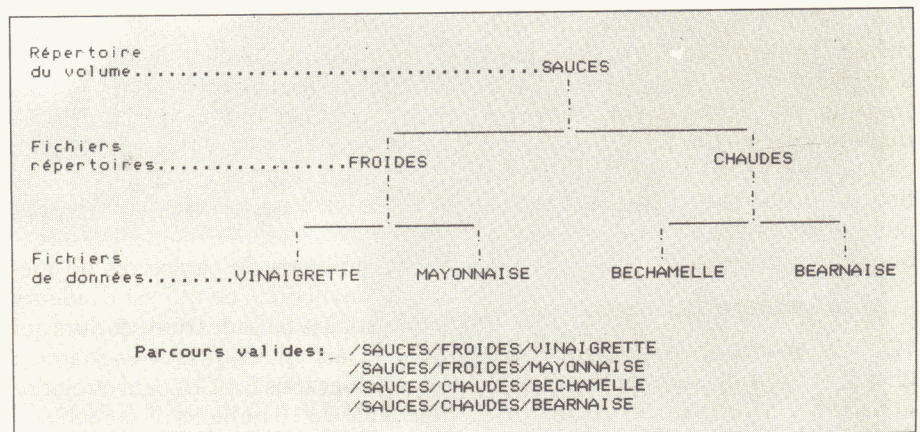 Répertoire
du volume.................................SAUCES
Fichiers
répertoires...............FROIDES CHAUDES
Fichiers
de données.......VINAIGRETTE MAYONNAISE BECHAMELLE BEARNAISE
Parcours valides: /SAUCES/FROIDES/VINAIGRETTE
/SAUCES/FROIDES/MAYONNAISE
/SAUCES/CHAUDES/BECHAMELLE
/SAUCES/CHAUDES/BEARNAISE